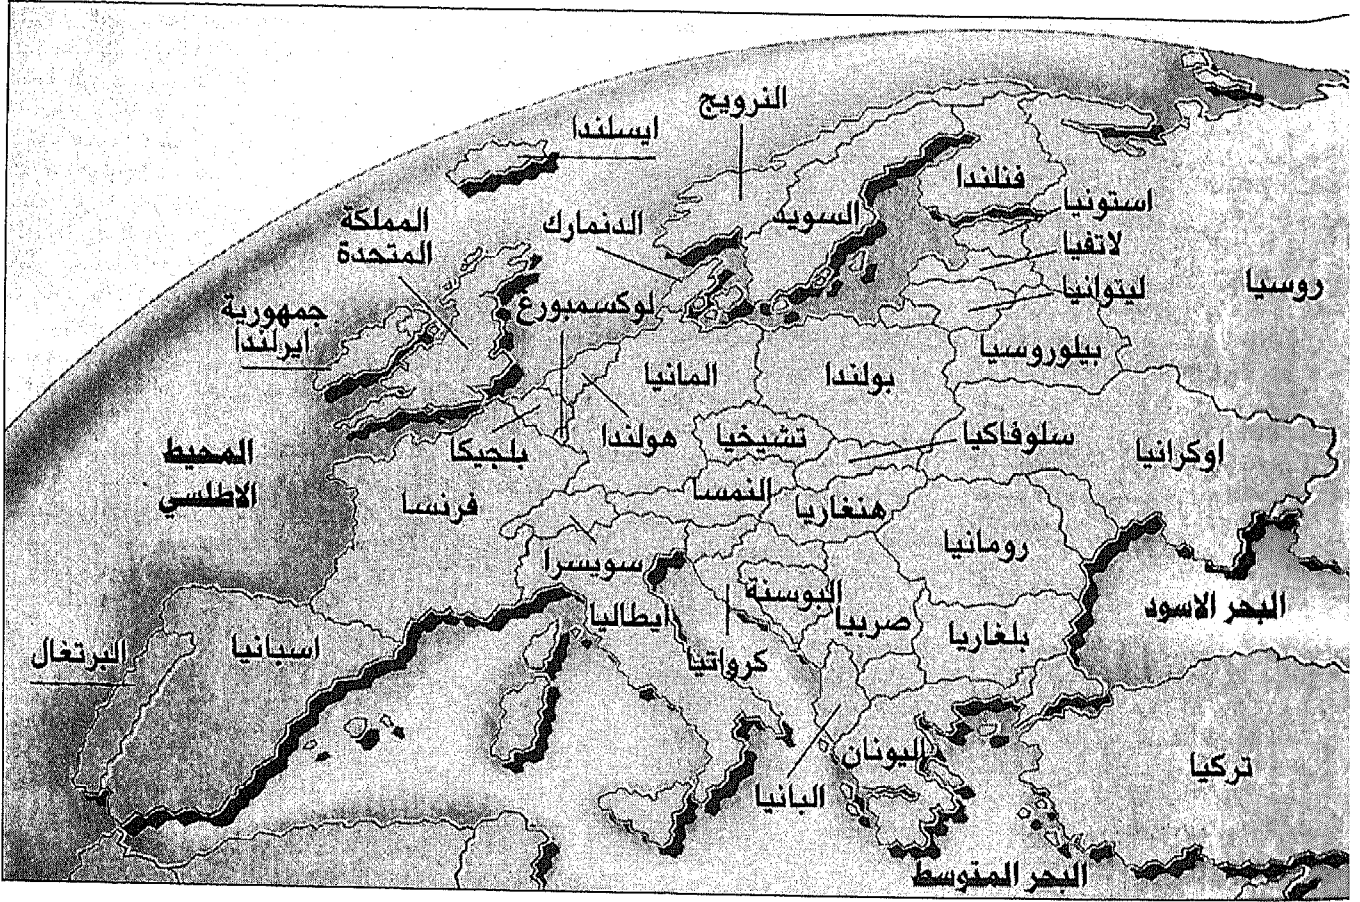 النرويج
ايسلندا
فنلندا
استونيا
السويد
الدنمارك
المملكة
المتحدة
لاتفيا
ليتوانيا
روسيا
لوكسمبورغ
جمهورية
ايرلندا
بيلوروسيا
المانيا
بولندا
سلوفاكيا
تشيخيا
هولندا
بلجيكا
اوكرانيا
المحيط
الاطلسي
النمسا
هنغاريا
فرنسا
رومانيا
سويسرا
البوسنة
البحر الاسود
ايطاليا
صربيا
بلغاريا
اسبانيا
البرتغال
كرواتيا
اليونان
تركيا
البانيا
البحر المتوسط